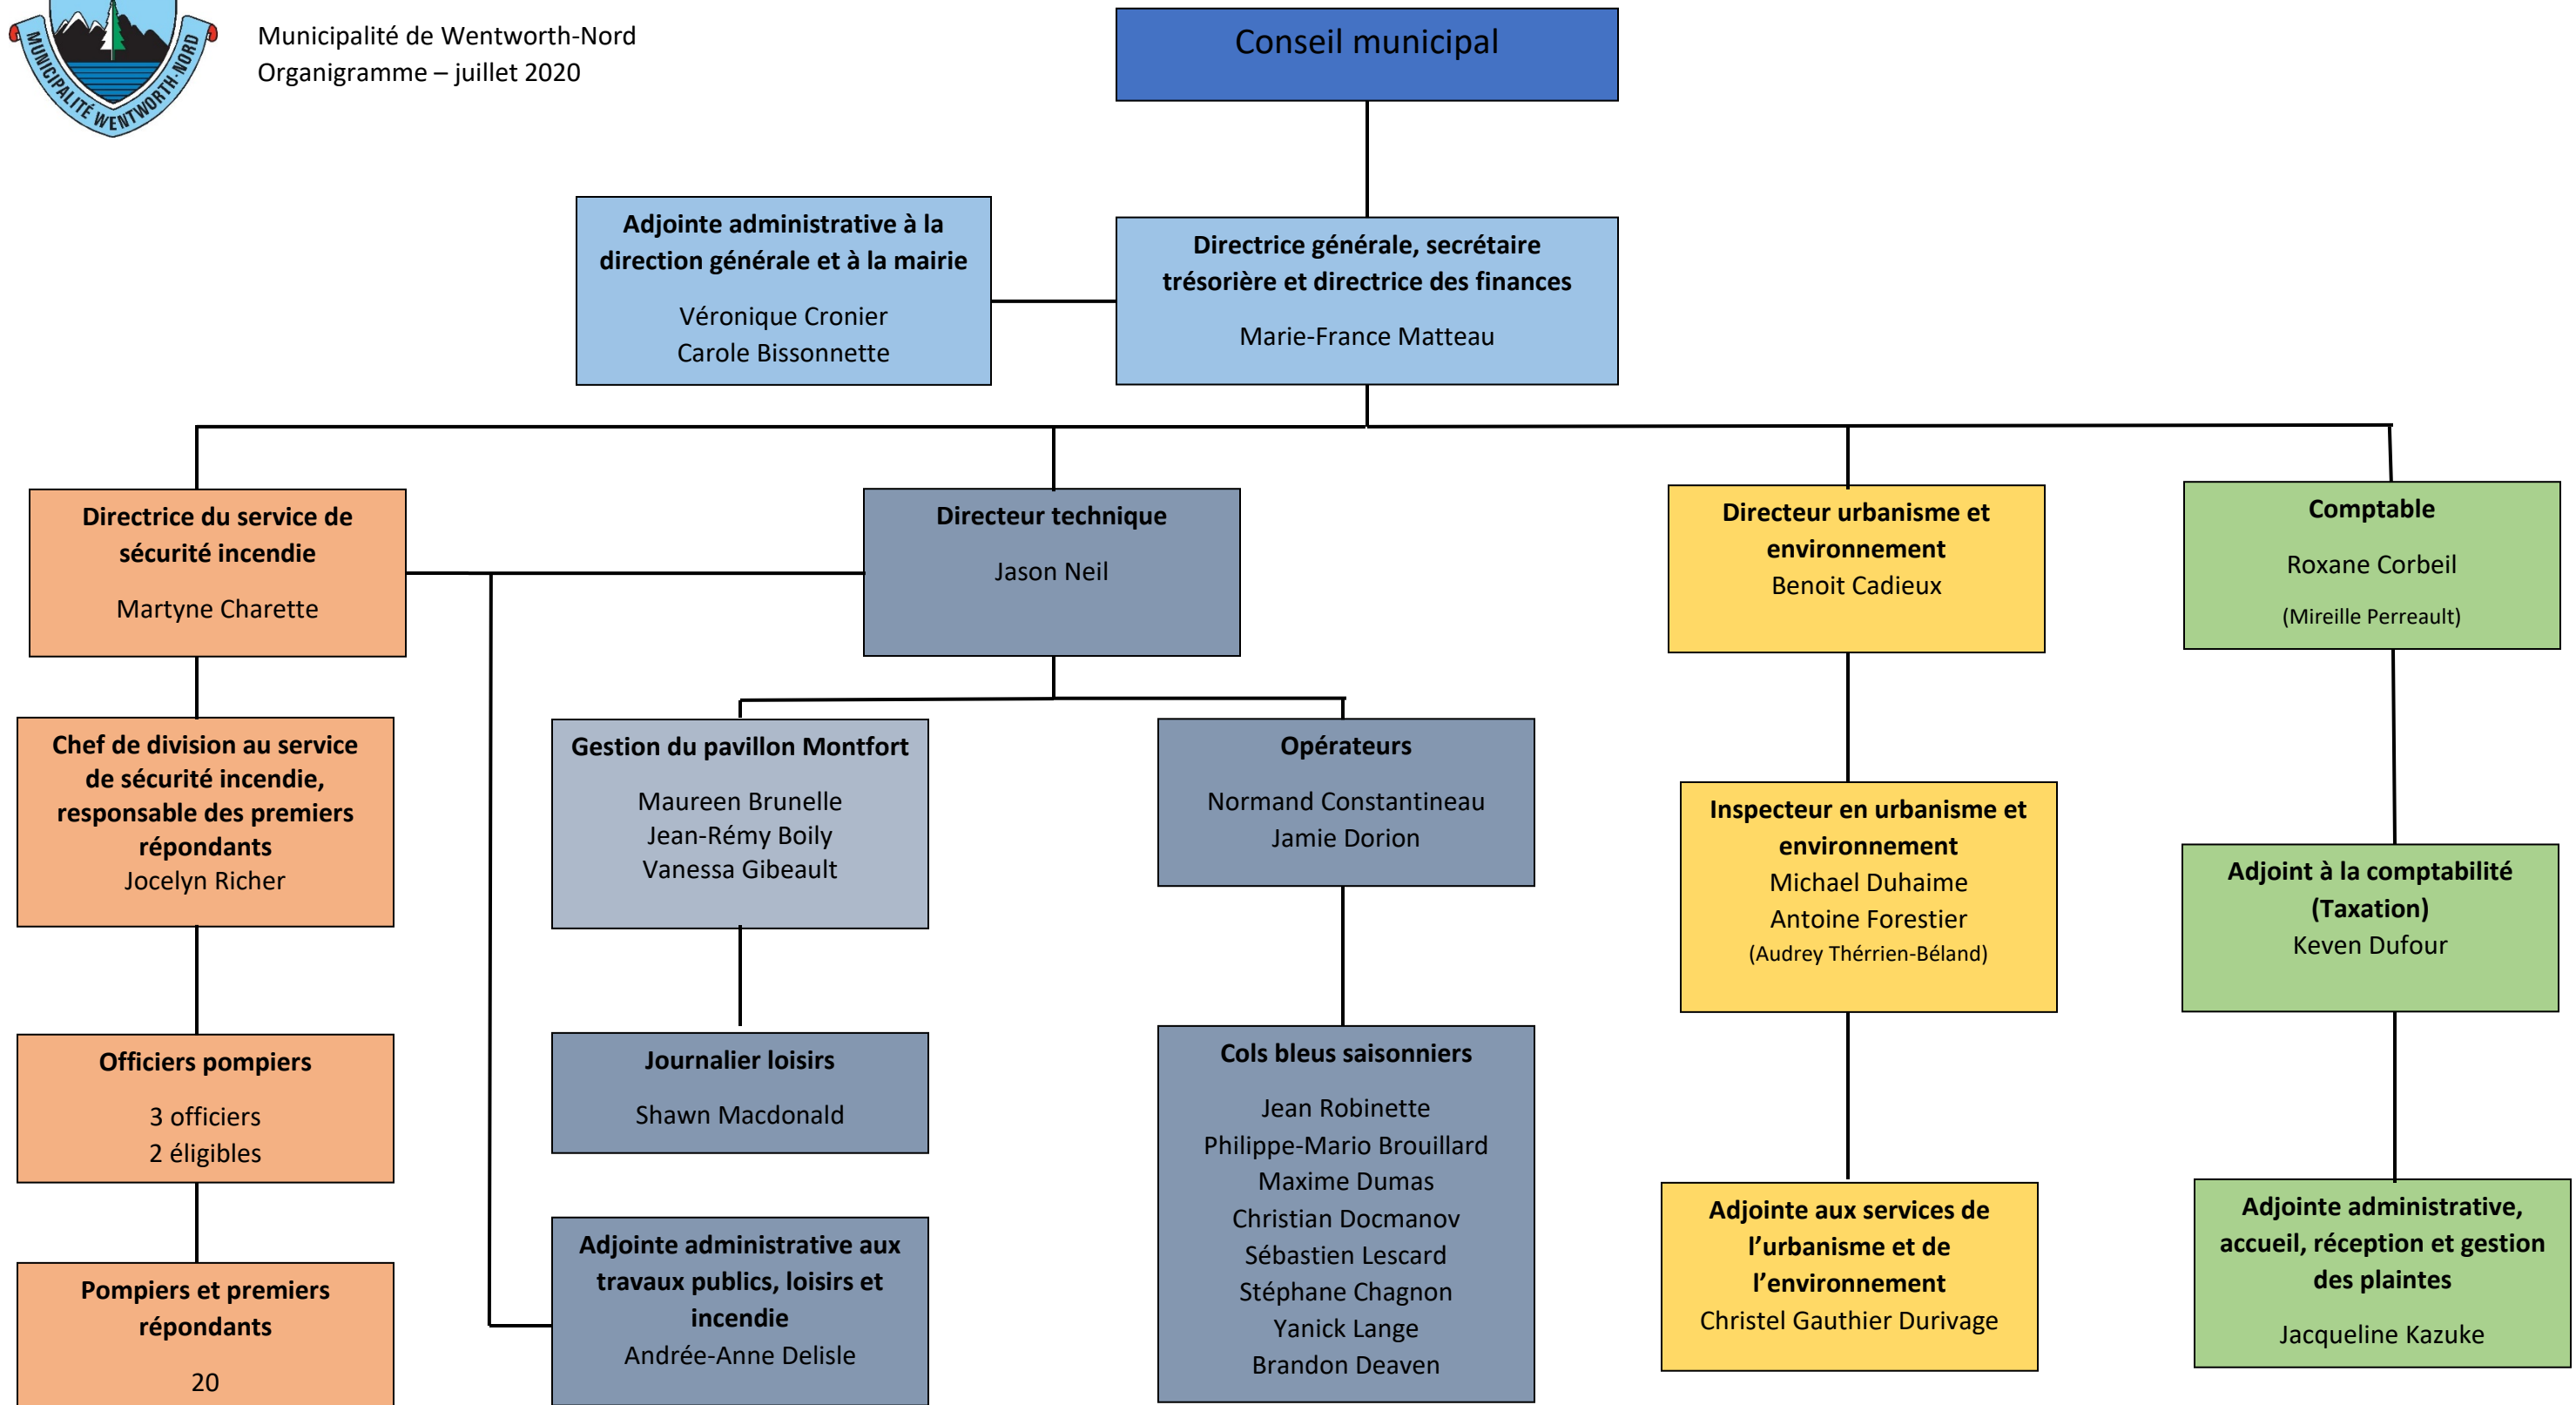 MUNICIPALITÉ WENTWORTH-NORD
Municipalité de Wentworth-Nord
Organigramme – juillet 2020
Conseil municipal
Adjointe administrative à la
direction générale et à la mairie
Véronique Cronier
Carole Bissonnette
Directrice générale, secrétaire
trésorière et directrice des finances
Marie-France Matteau
Directrice du service de
sécurité incendie
Martyne Charette
Directeur technique
Jason Neil
Directeur urbanisme et
environnement
Benoit Cadieux
Comptable
Roxane Corbeil
(Mireille Perreault)
Chef de division au service
de sécurité incendie,
responsable des premiers
répondants
Jocelyn Richer
Gestion du pavillon Montfort
Maureen Brunelle
Jean-Rémy Boily
Vanessa Gibeault
Opérateurs
Normand Constantineau
Jamie Dorion
Inspecteur en urbanisme et
environnement
Michael Duhaime
Antoine Forestier
(Audrey Thérrien-Béland)
Adjoint à la comptabilité
(Taxation)
Keven Dufour
Officiers pompiers
3 officiers
2 éligibles
Journalier loisirs
Shawn Macdonald
Cols bleus saisonniers
Jean Robinette
Philippe-Mario Brouillard
Maxime Dumas
Christian Docmanov
Sébastien Lescard
Stéphane Chagnon
Yanick Lange
Brandon Deaven
Adjointe aux services de
l’urbanisme et de
l’environnement
Christel Gauthier Durivage
Adjointe administrative,
accueil, réception et gestion
des plaintes
Jacqueline Kazuke
Pompiers et premiers
répondants
20
Adjointe administrative aux
travaux publics, loisirs et
incendie
Andrée-Anne Delisle